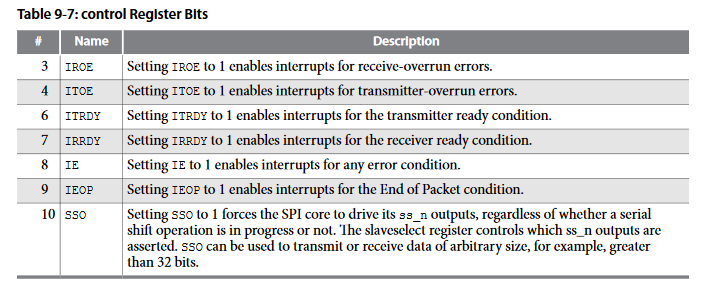 Table 9-7: control Register Bits
# Name Description
3 IROE Setting IROE to 1 enables interrupts for receive-overrun errors.
4 ITOE Setting ITOE to 1 enables interrupts for transmitter-overrun errors.
6 ITRDY Setting ITRDY to 1 enables interrupts for the transmitter ready condition.
7 IRRDY Setting IRRDY to 1 enables interrupts for the receiver ready condition.
8 IE Setting IE to 1 enables interrupts for any error condition.
9 IEOP Setting IEOP to 1 enables interrupts for the End of Packet condition.
10 SSO Setting SSO to 1 forces the SPI core to drive its ss_n outputs, regardless of whether a serial
shift operation is in progress or not. The slaveselect register controls which ss_n outputs are
asserted. SSO can be used to transmit or receive data of arbitrary size, for example, greater
than 32 bits.